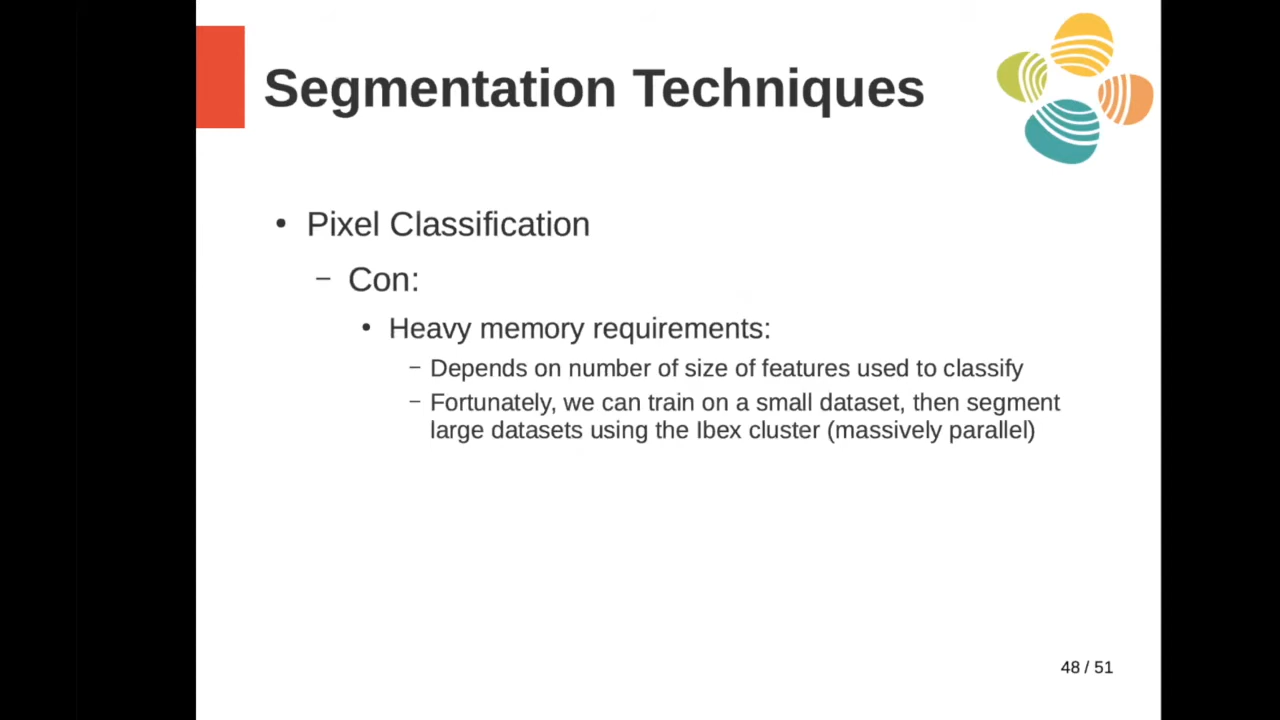 Segmentation Techniques
• Pixel Classification
– Con:
• Heavy memory requirements:
– Depends on number of size of features used to classify
– Fortunately, we can train on a small dataset, then segment
large datasets using the Ibex cluster (massively parallel)
48 / 51